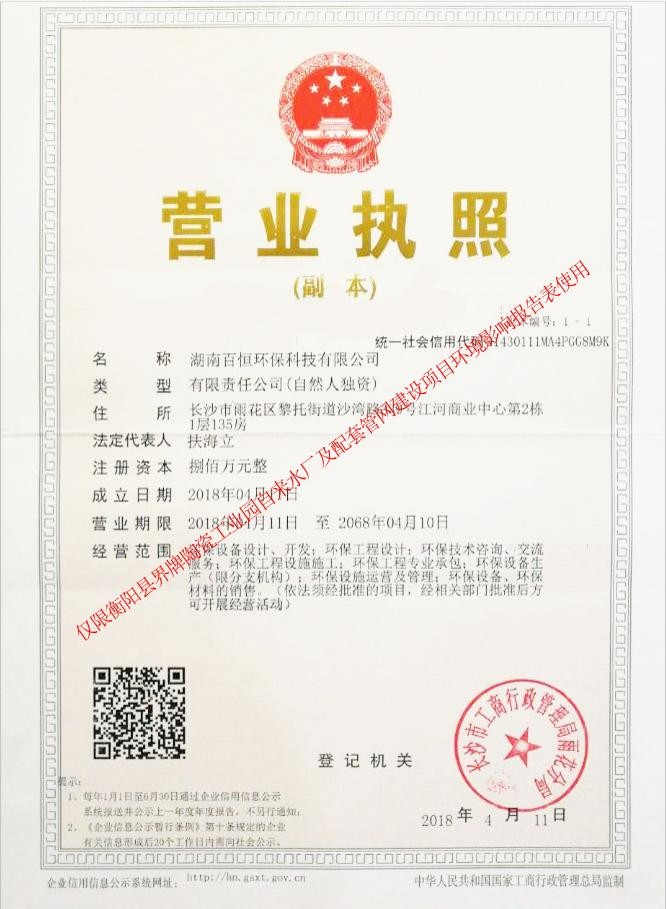 营业执照
(副 本)
编号：1－1
统一社会信用代码 91430111MA4PGG8M9K
名 称 湖南百恒环保科技有限公司
类 型 有限责任公司(自然人独资)
住 所 长沙市雨花区黎托街道沙湾路 号江河商业中心第2栋
1层135房
法定代表人 扶海立
注册资本 捌佰万元整
成立日期 2018年04月 日
营业期限 2018年04月11日 至 2068年04月10日
经营范围 环保设备设计、开发；环保工程设计；环保技术咨询、交流
服务；环保工程设施施工；环保工程专业承包；环保设备生
产（限分支机构）；环保设施运营及管理；环保设备、环保
材料的销售。（依法须经批准的项目，经相关部门批准后方
可开展经营活动）
仅限衡阳县界牌陶瓷工业园自来水厂及配套管网建设项目环境影响报告表使用
登记机关
长沙市工商行政管理局雨花分局
2018 年 4 月 11 日
提示：
1、每年1月1日至6月30日通过企业信用信息公示
系统报送并公示上一年度年度报告，不另行通知；
2、《企业信息公示暂行条例》第十条规定的企业
有关信息形成后20个工作日内需向社会公示。
企业信用信息公示系统网址：http://hn.gsxt.gov.cn
中华人民共和国国家工商行政管理总局监制